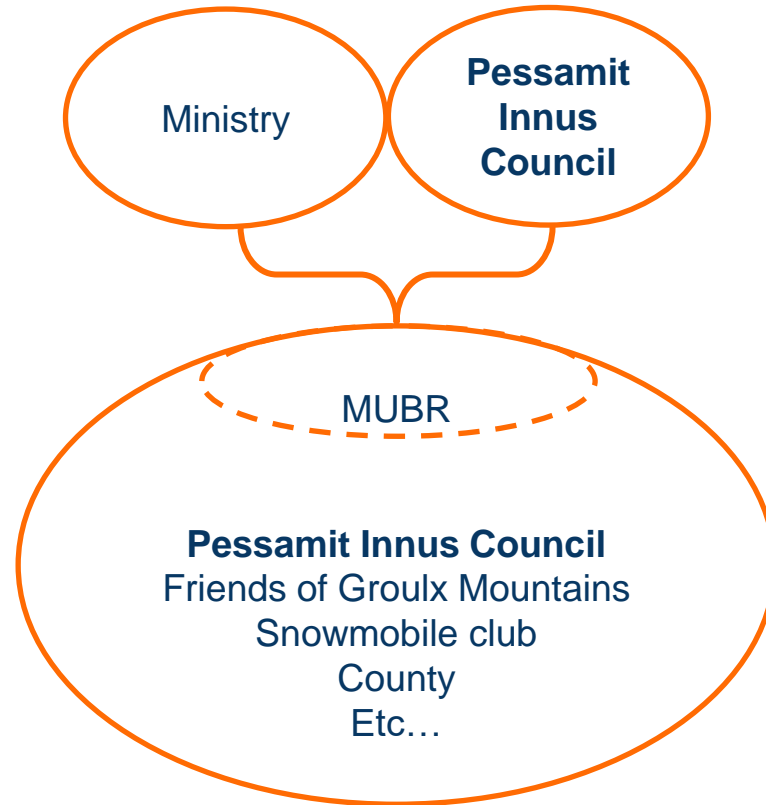 Ministry
Pessamit
Innus
Council
MUBR
Pessamit Innus Council
Friends of Groulx Mountains
Snowmobile club
County
Etc…